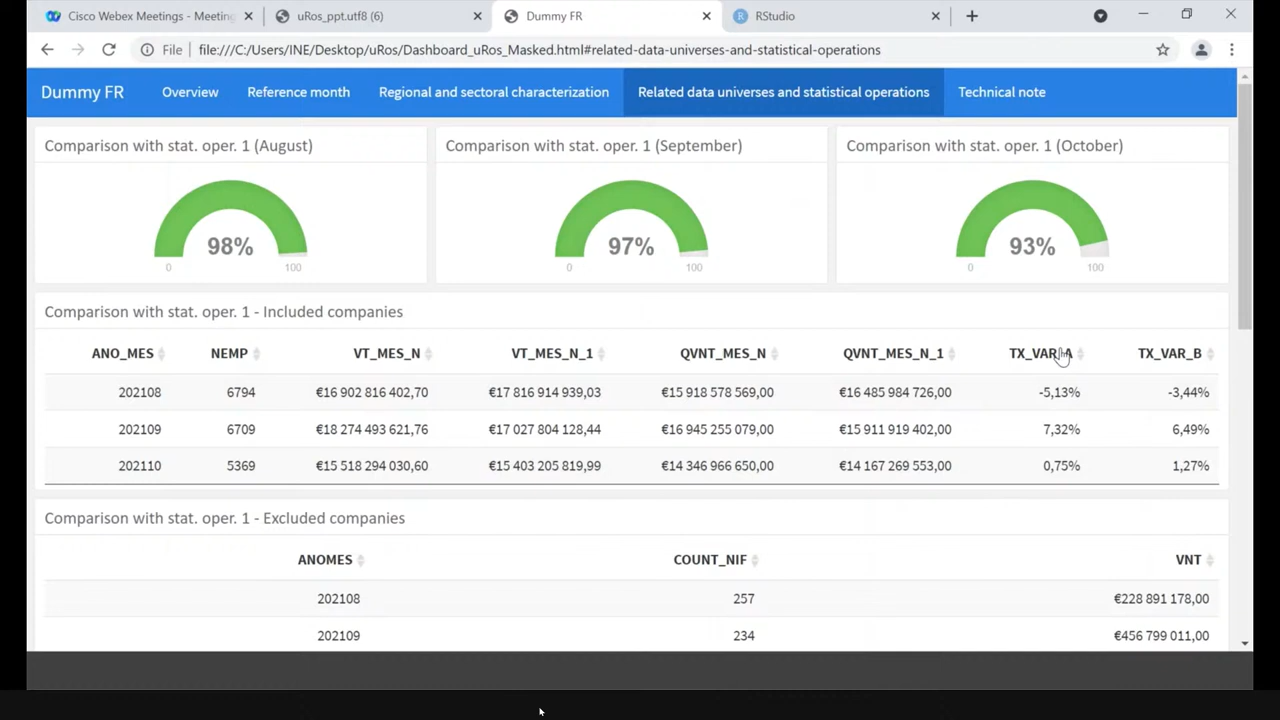 Cisco Webex Meetings - Meeting
uRos_ppt.utf8 (6)
Dummy FR
RStudio
File
file:///C:/Users/INE/Desktop/uRos/Dashboard_uRos_Masked.html#related-data-universes-and-statistical-operations
Dummy FR Overview Reference month Regional and sectoral characterization Related data universes and statistical operations Technical note
Comparison with stat. oper. 1 (August) Comparison with stat. oper. 1 (September) Comparison with stat. oper. 1 (October)
98% 97% 93%
0 100 0 100 0 100
Comparison with stat. oper. 1 - Included companies
ANO_MES NEMP VT_MES_N VT_MES_N_1 QVNT_MES_N QVNT_MES_N_1 TX_VAR_A TX_VAR_B
202108 6794 €16 902 816 402,70 €17 816 914 939,03 €15 918 578 569,00 €16 485 984 726,00 -5,13% -3,44%
202109 6709 €18 274 493 621,76 €17 027 804 128,44 €16 945 255 079,00 €15 911 919 402,00 7,32% 6,49%
202110 5369 €15 518 294 030,60 €15 403 205 819,99 €14 346 966 650,00 €14 167 269 553,00 0,75% 1,27%
Comparison with stat. oper. 1 - Excluded companies
ANOMES COUNT_NIF VNT
202108 257 €228 891 178,00
202109 234 €456 799 011,00